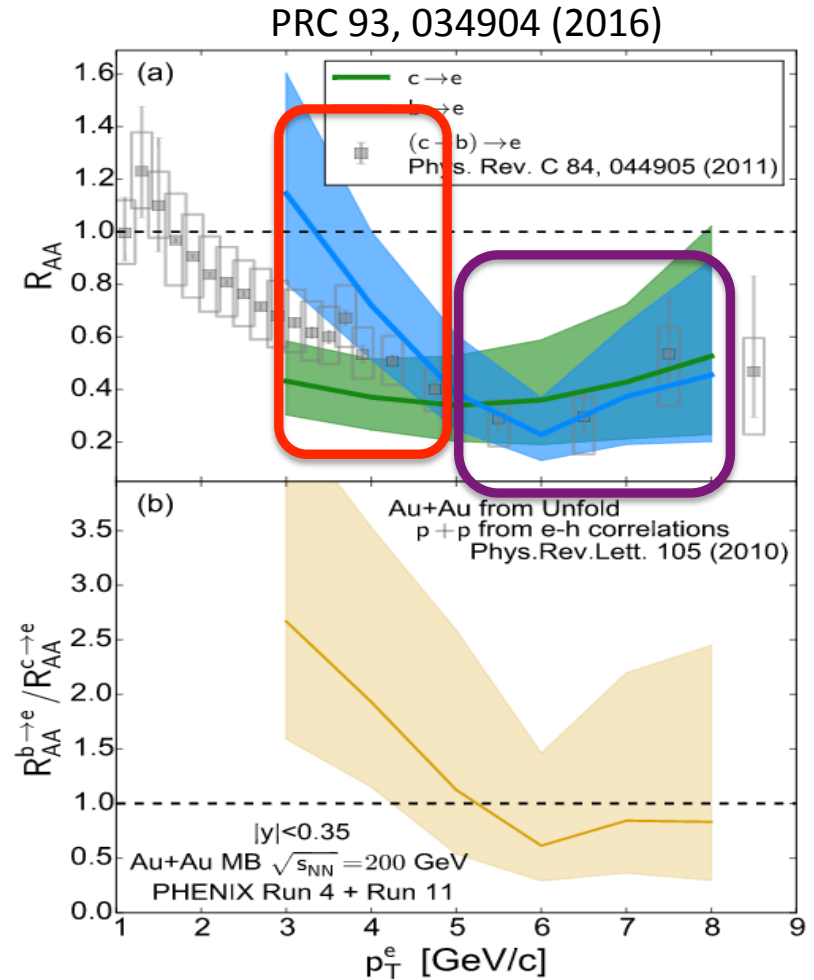 PRC 93, 034904 (2016)
(a)
c→e
→e
→e
Phys. Rev. C 84, 044905 (2011)
R_AA
1.6
1.4
1.2
1.0
0.8
0.6
0.4
0.2
(b)
Au+Au from Unfold
p+p from e-h correlations
Phys.Rev.Lett. 105 (2010)
R_AA^{b→e}/R_AA^{c→e}
3.5
3.0
2.5
2.0
1.5
1.0
0.5
0.0
|y|<0.35
Au+Au MB √s_NN=200 GeV
PHENIX Run 4 + Run 11
1 2 3 4 5 6 7 8 9
p_T^e [GeV/c]